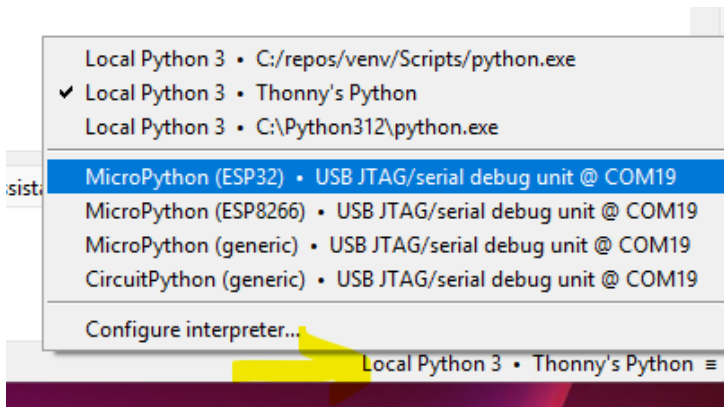 Local Python 3 • C:/repos/venv/Scripts/python.exe
✔ Local Python 3 • Thonny's Python
Local Python 3 • C:\Python312\python.exe
sista
MicroPython (ESP32) • USB JTAG/serial debug unit @ COM19
MicroPython (ESP8266) • USB JTAG/serial debug unit @ COM19
MicroPython (generic) • USB JTAG/serial debug unit @ COM19
CircuitPython (generic) • USB JTAG/serial debug unit @ COM19
Configure interpreter...
Local Python 3 • Thonny's Python ≡